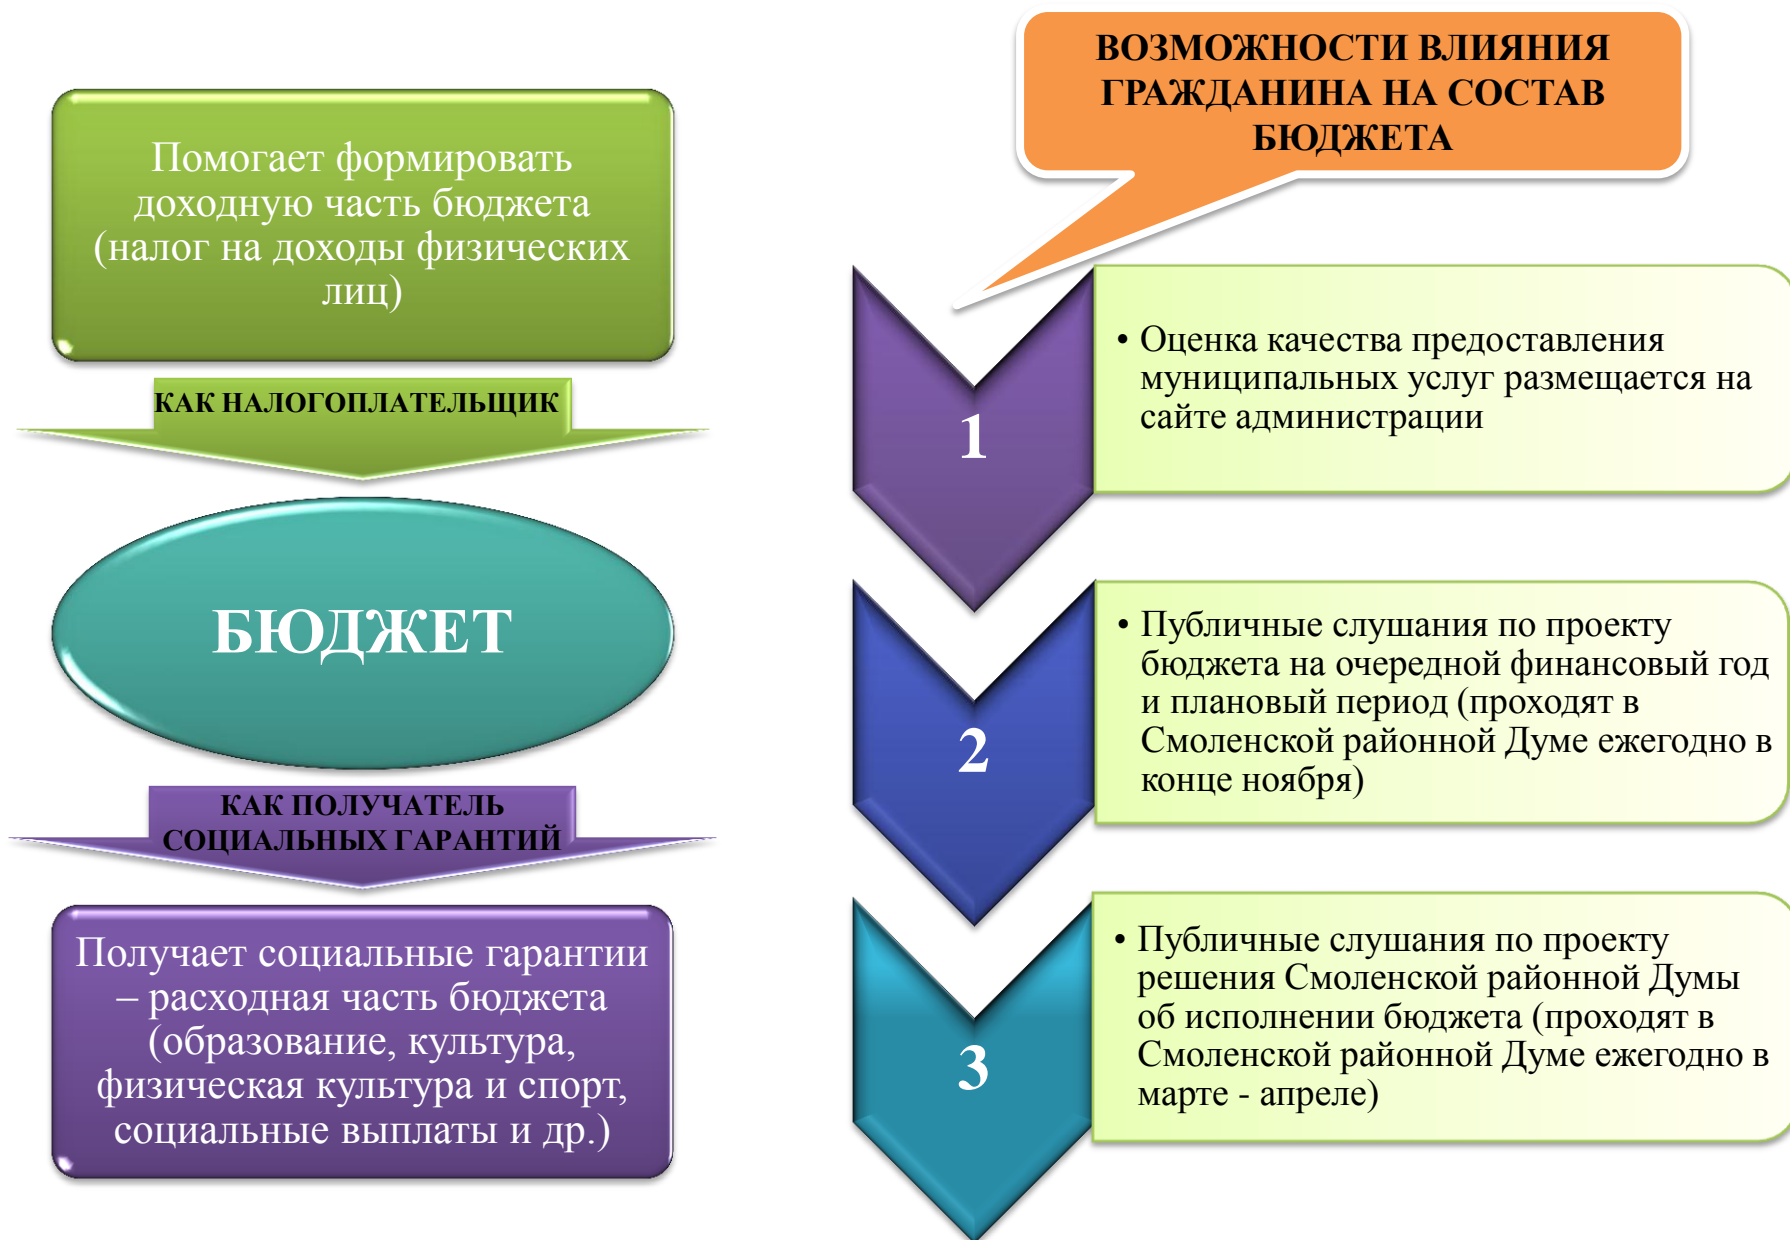 Помогает формировать
доходную часть бюджета
(налог на доходы физических
лиц)
КАК НАЛОГОПЛАТЕЛЬЩИК
БЮДЖЕТ
КАК ПОЛУЧАТЕЛЬ
СОЦИАЛЬНЫХ ГАРАНТИЙ
Получает социальные гарантии
– расходная часть бюджета
(образование, культура,
физическая культура и спорт,
социальные выплаты и др.)
ВОЗМОЖНОСТИ ВЛИЯНИЯ
ГРАЖДАНИНА НА СОСТАВ
БЮДЖЕТА
1
• Оценка качества предоставления
муниципальных услуг размещается на
сайте администрации
2
• Публичные слушания по проекту
бюджета на очередной финансовый год
и плановый период (проходят в
Смоленской районной Думе ежегодно в
конце ноября)
3
• Публичные слушания по проекту
решения Смоленской районной Думы
об исполнении бюджета (проходят в
Смоленской районной Думе ежегодно в
марте - апреле)